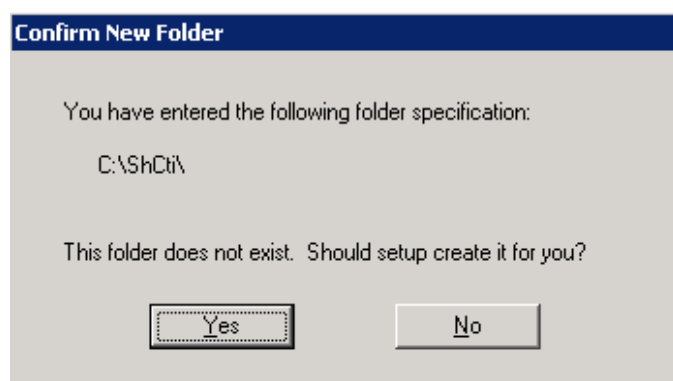 Confirm New Folder
You have entered the following folder specification:
C:\ShCti\
This folder does not exist.  Should setup create it for you?
Yes
No